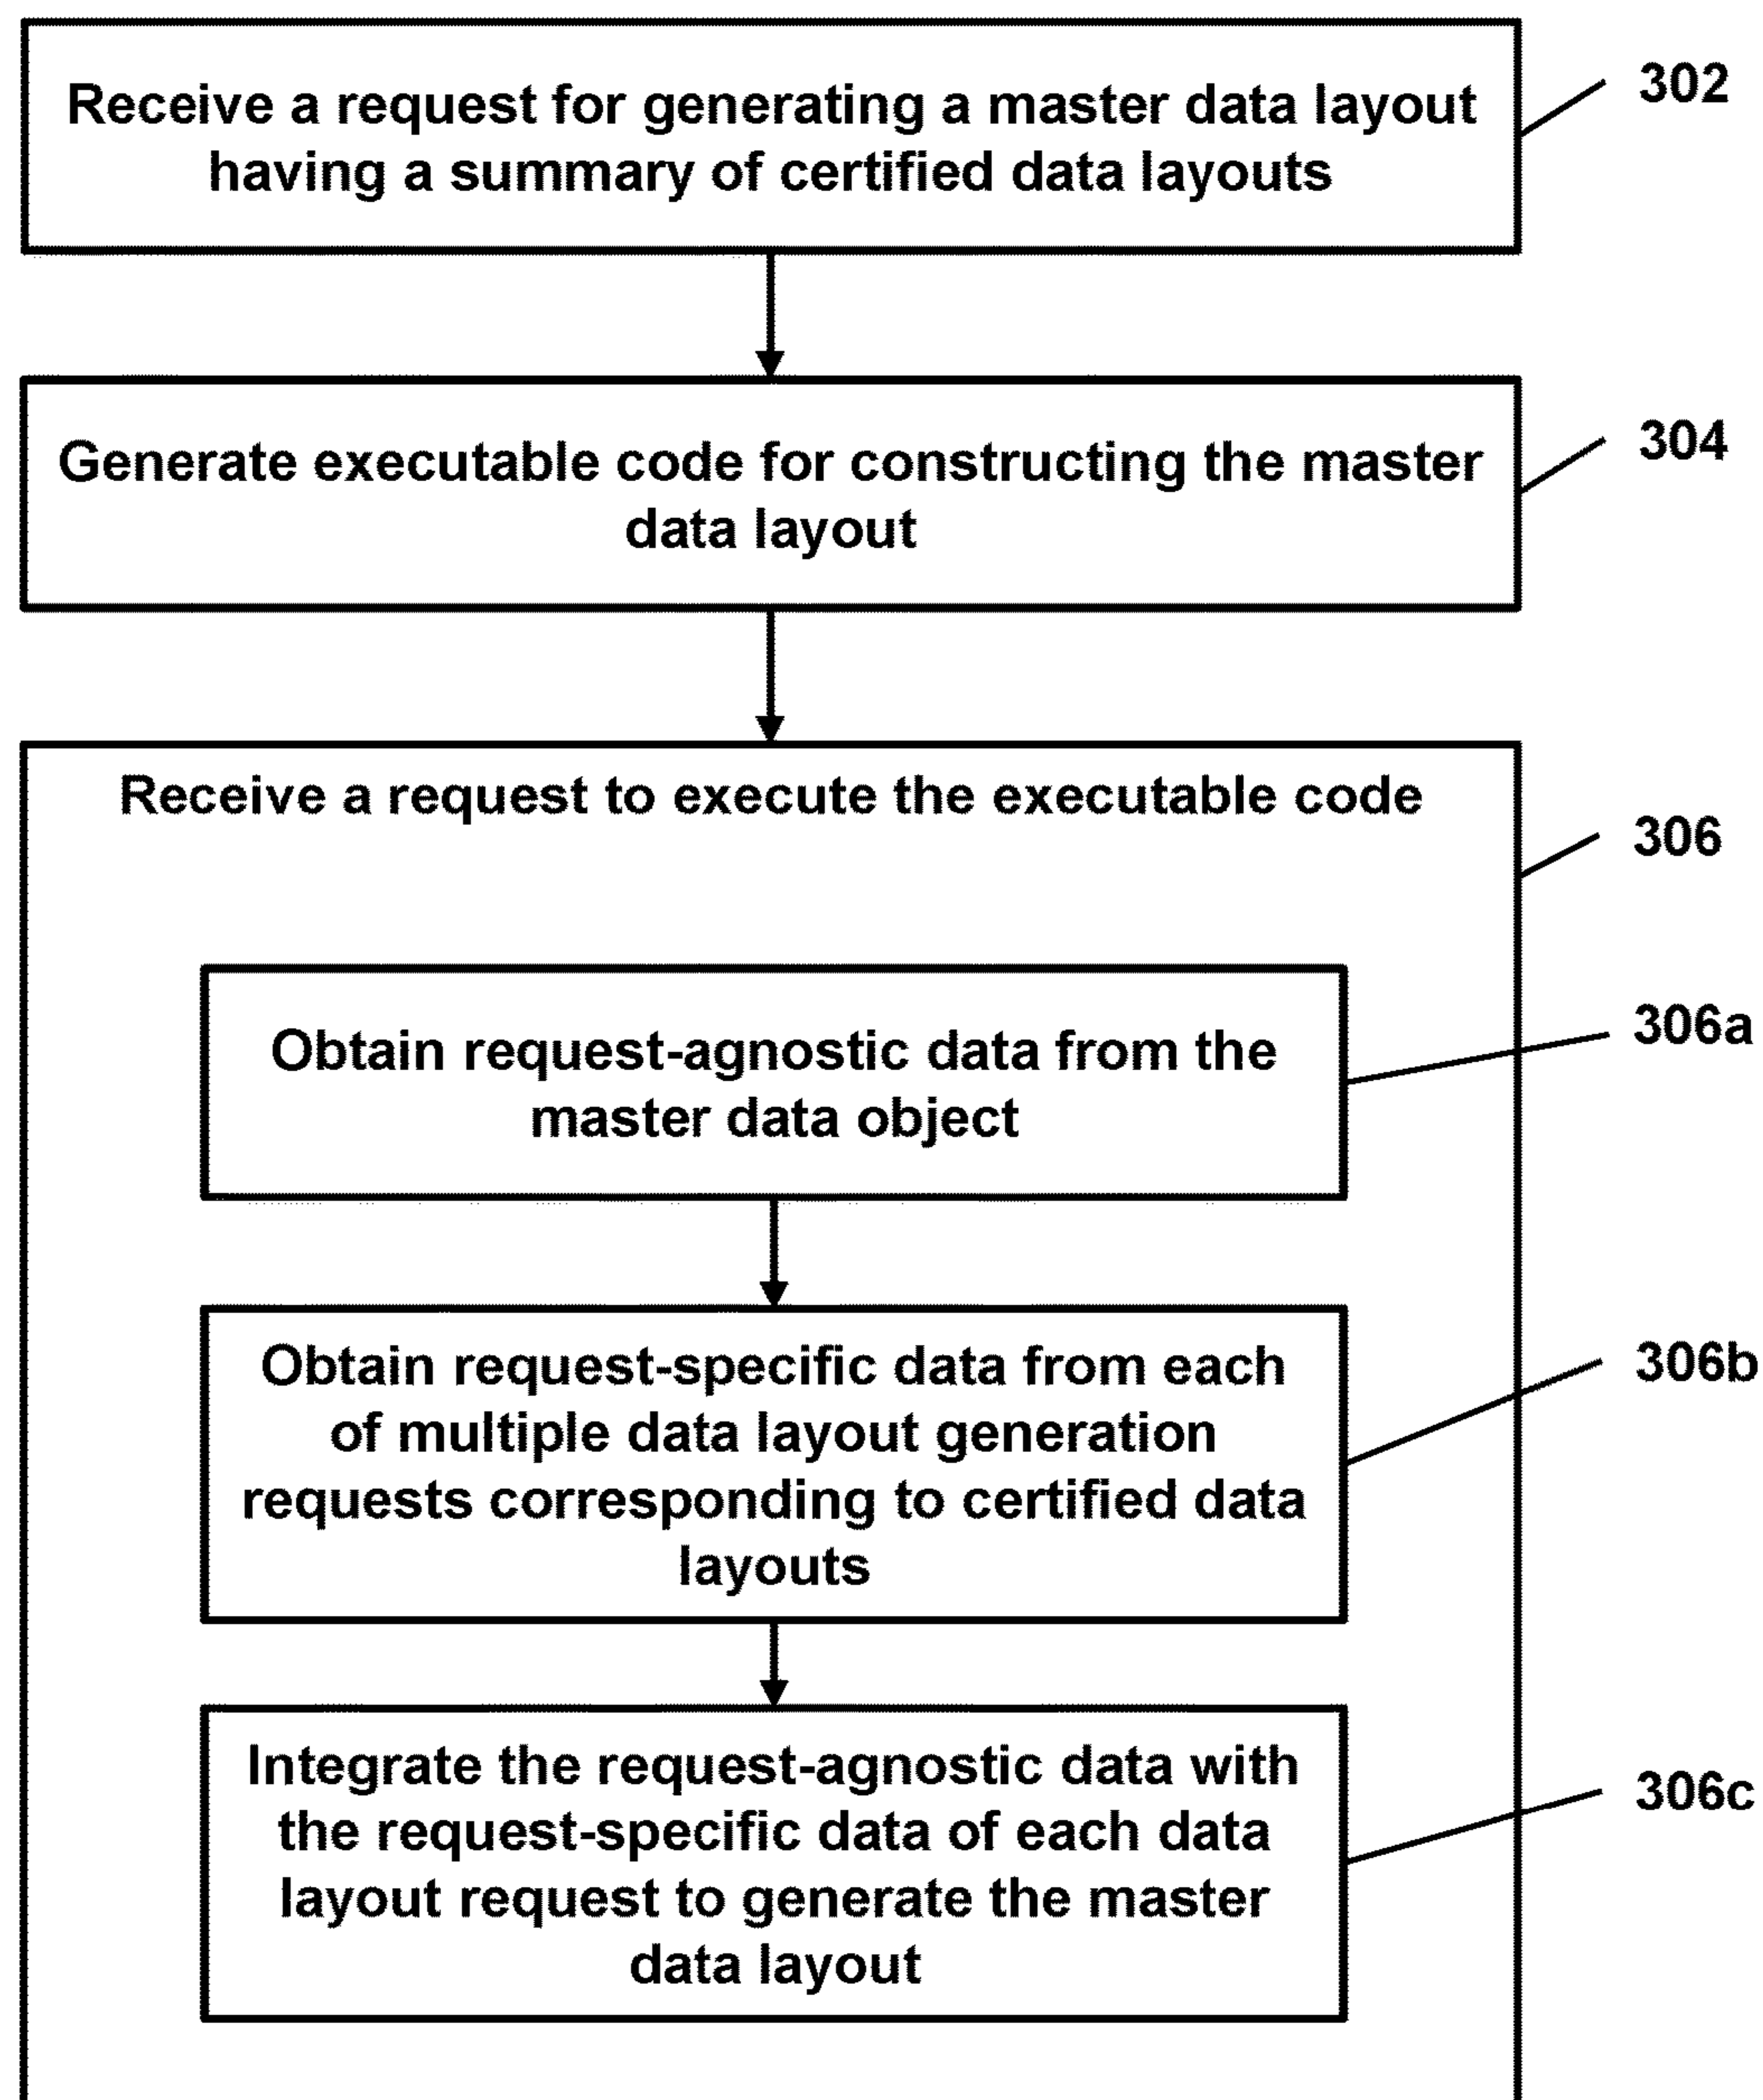 Receive a request for generating a master data layout
having a summary of certified data layouts
302
Generate executable code for constructing the master
data layout
304
Receive a request to execute the executable code
306
Obtain request-agnostic data from the
master data object
306a
Obtain request-specific data from each
of multiple data layout generation
requests corresponding to certified data
layouts
306b
Integrate the request-agnostic data with
the request-specific data of each data
layout request to generate the master
data layout
306c